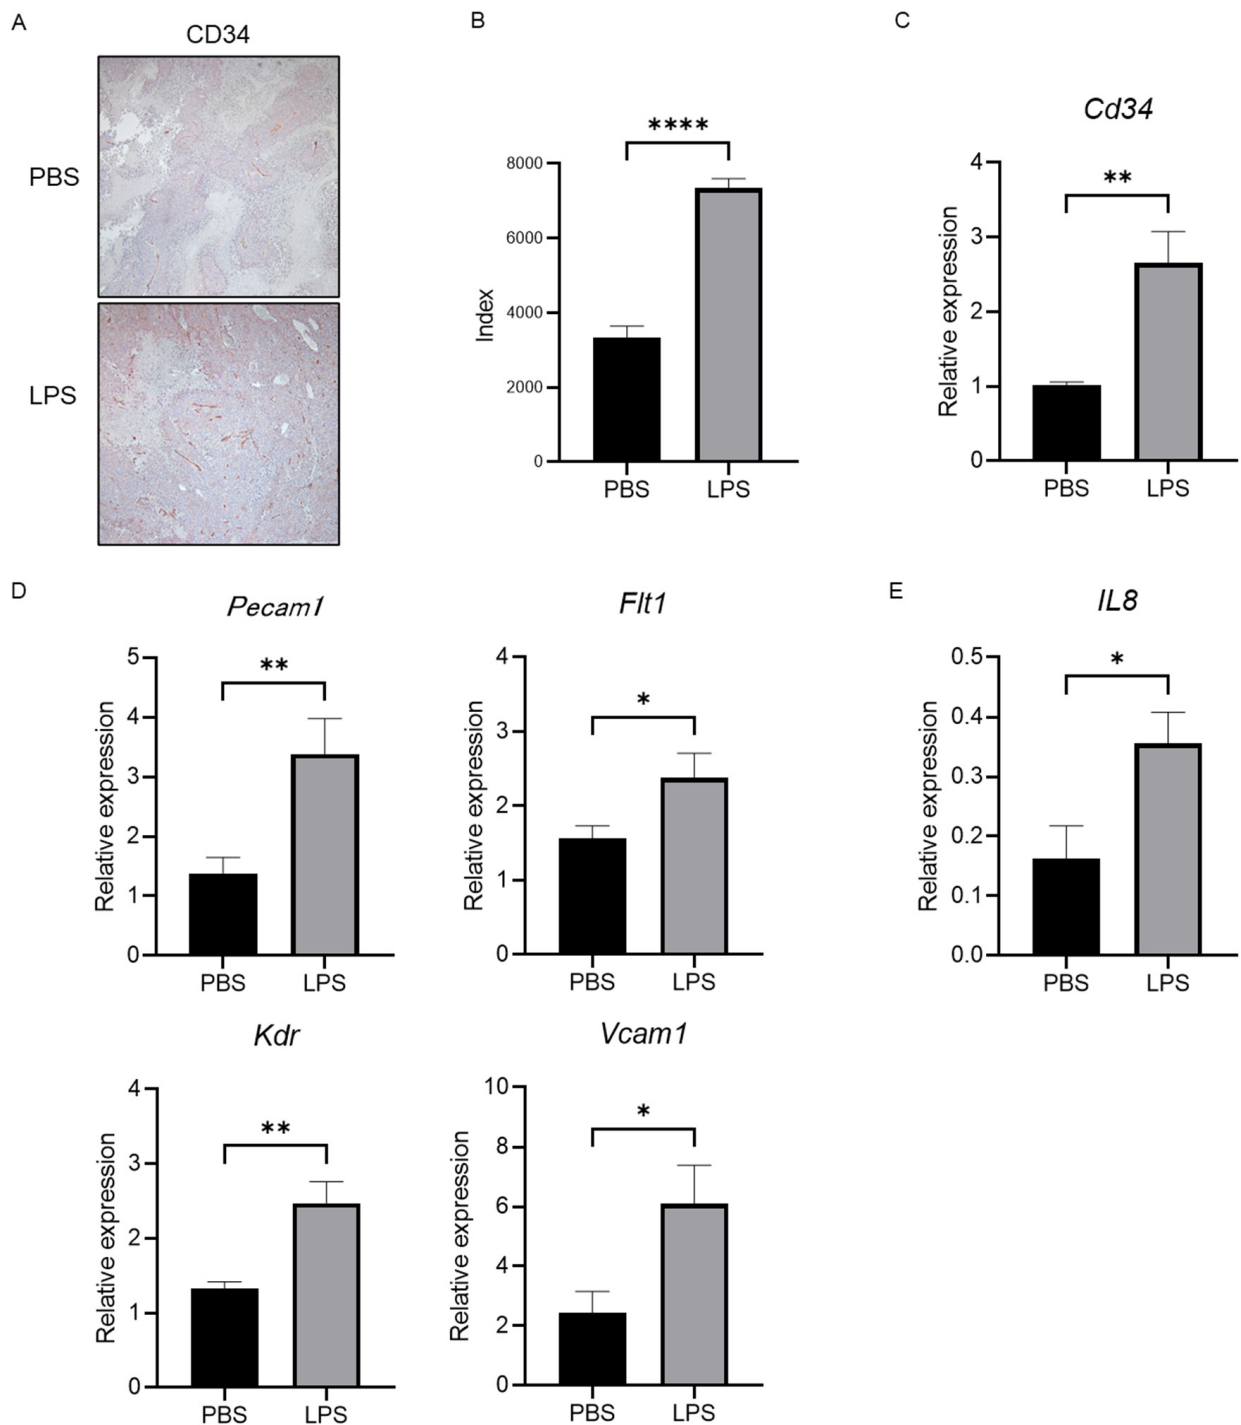 A
CD34
PBS
LPS
B
****
8000
6000
4000
2000
0
Index
PBS LPS
C
Cd34
**
4
3
2
1
0
Relative expression
PBS LPS
D
Pecam1
**
5
4
3
2
1
0
Relative expression
PBS LPS
Flt1
*
4
3
2
1
0
Relative expression
PBS LPS
E
IL8
*
0.5
0.4
0.3
0.2
0.1
0.0
Relative expression
PBS LPS
Kdr
**
4
3
2
1
0
Relative expression
PBS LPS
Vcam1
*
10
8
6
4
2
0
Relative expression
PBS LPS